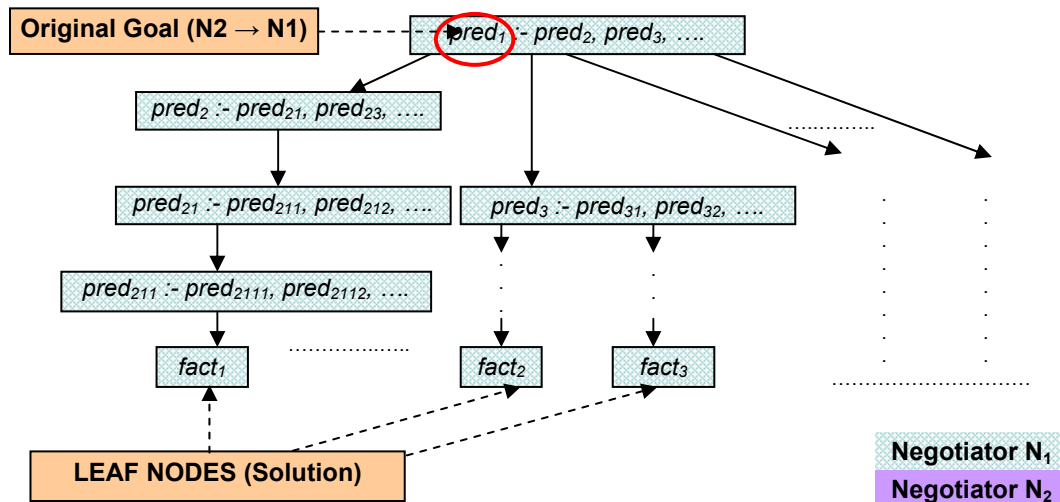 Original Goal (N2 → N1)
pred₁ :- pred₂, pred₃, ….
pred₂ :- pred₂₁, pred₂₃, ….
pred₂₁ :- pred₂₁₁, pred₂₁₂, ….
pred₃ :- pred₃₁, pred₃₂, ….
pred₂₁₁ :- pred₂₁₁₁, pred₂₁₁₂, ….
fact₁
fact₂
fact₃
LEAF NODES (Solution)
Negotiator N₁
Negotiator N₂